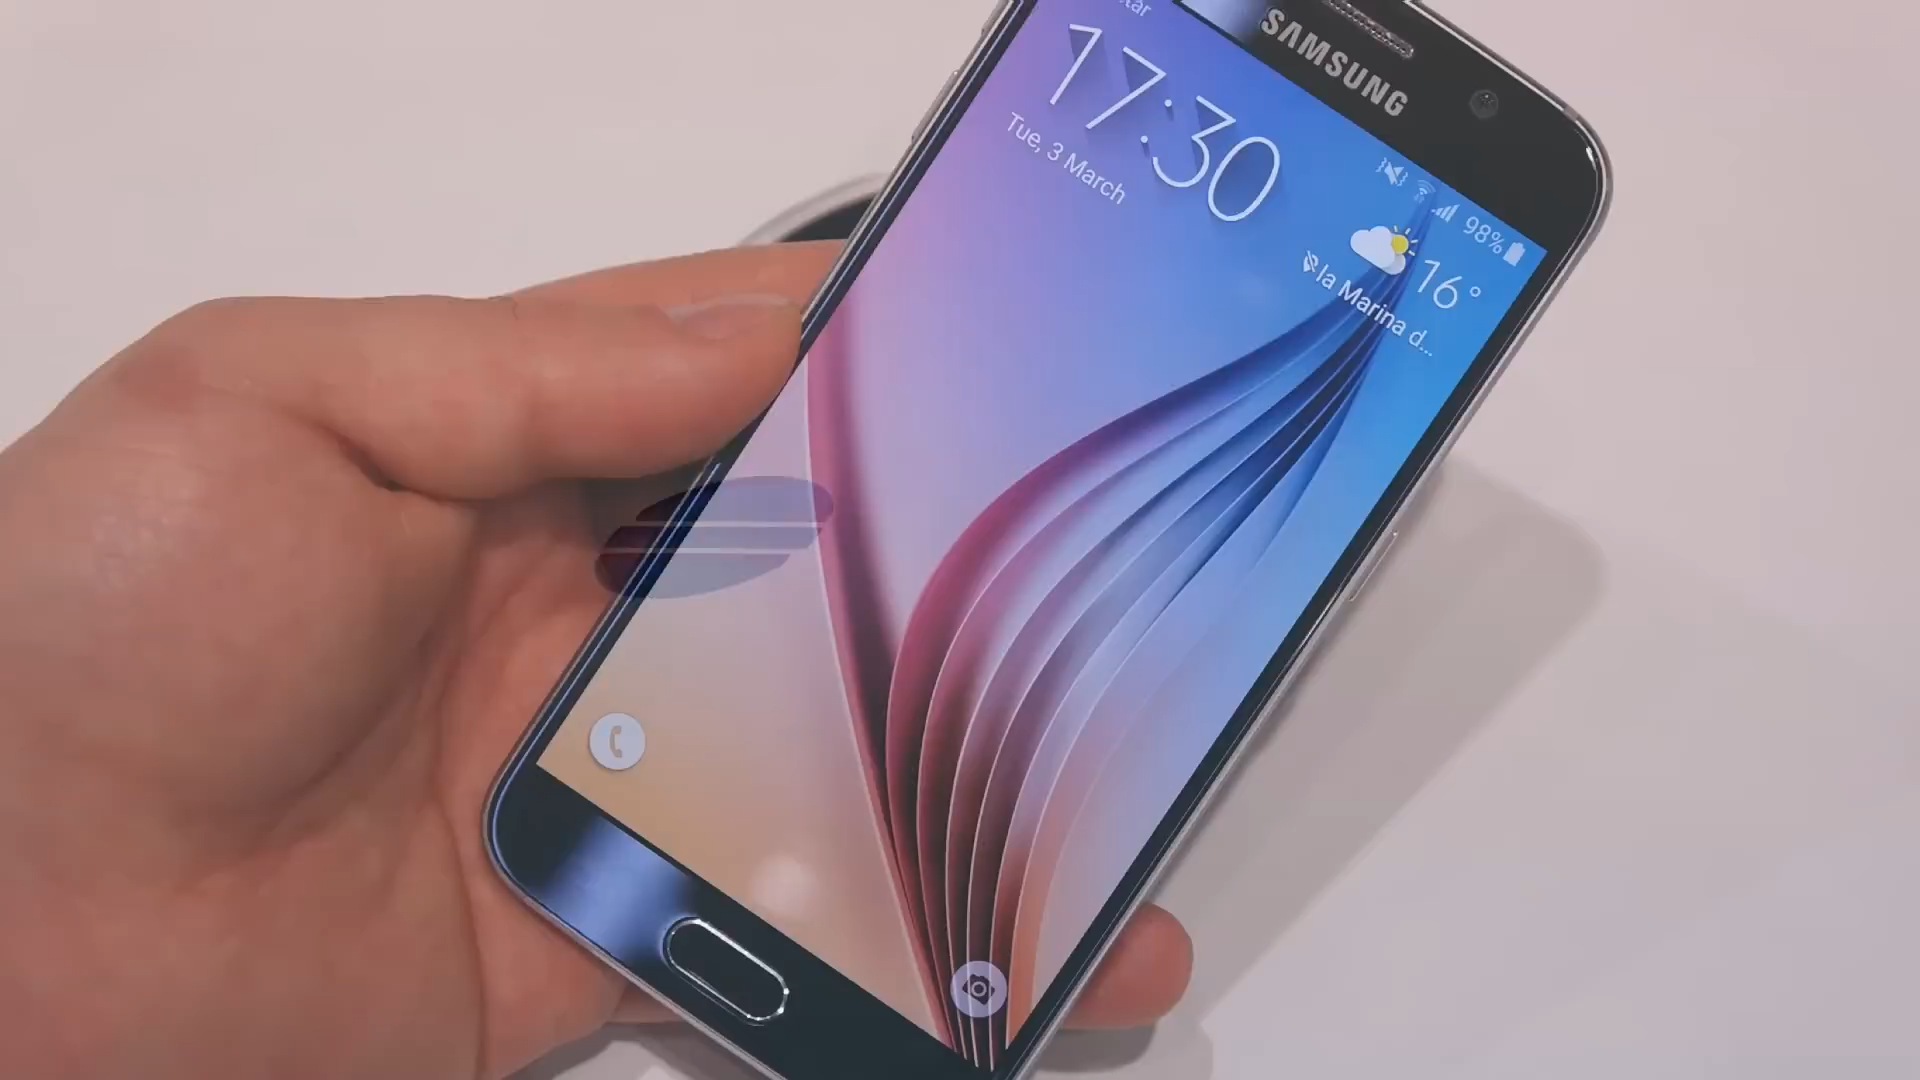 SAMSUNG
17:30
Tue, 3 March
98%
16°
la Marina d...